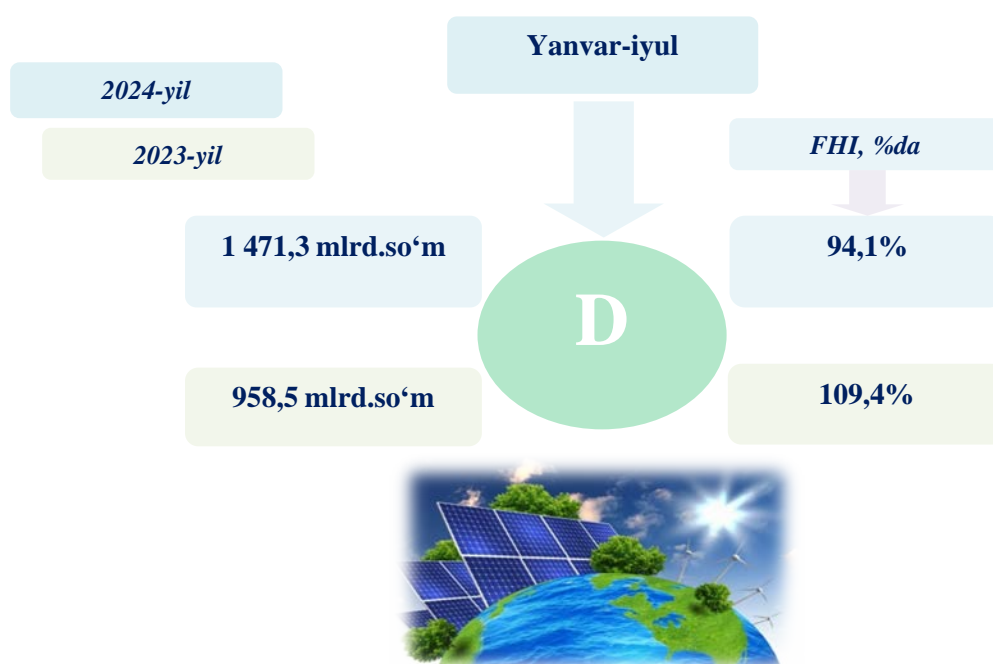 Yanvar-iyul
2024-yil
2023-yil
FHI, %da
1 471,3 mlrd.so‘m
94,1%
D
958,5 mlrd.so‘m
109,4%